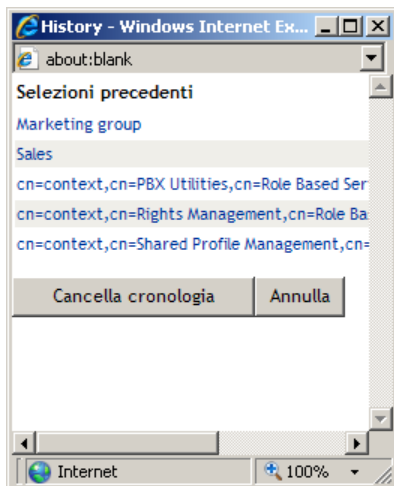 History - Windows Internet Ex...
about:blank
Selezioni precedenti
Marketing group
Sales
cn=context,cn=PBX Utilities,cn=Role Based Ser
cn=context,cn=Rights Management,cn=Role Ba
cn=context,cn=Shared Profile Management,cn=
Cancella cronologia Annulla
Internet 100%